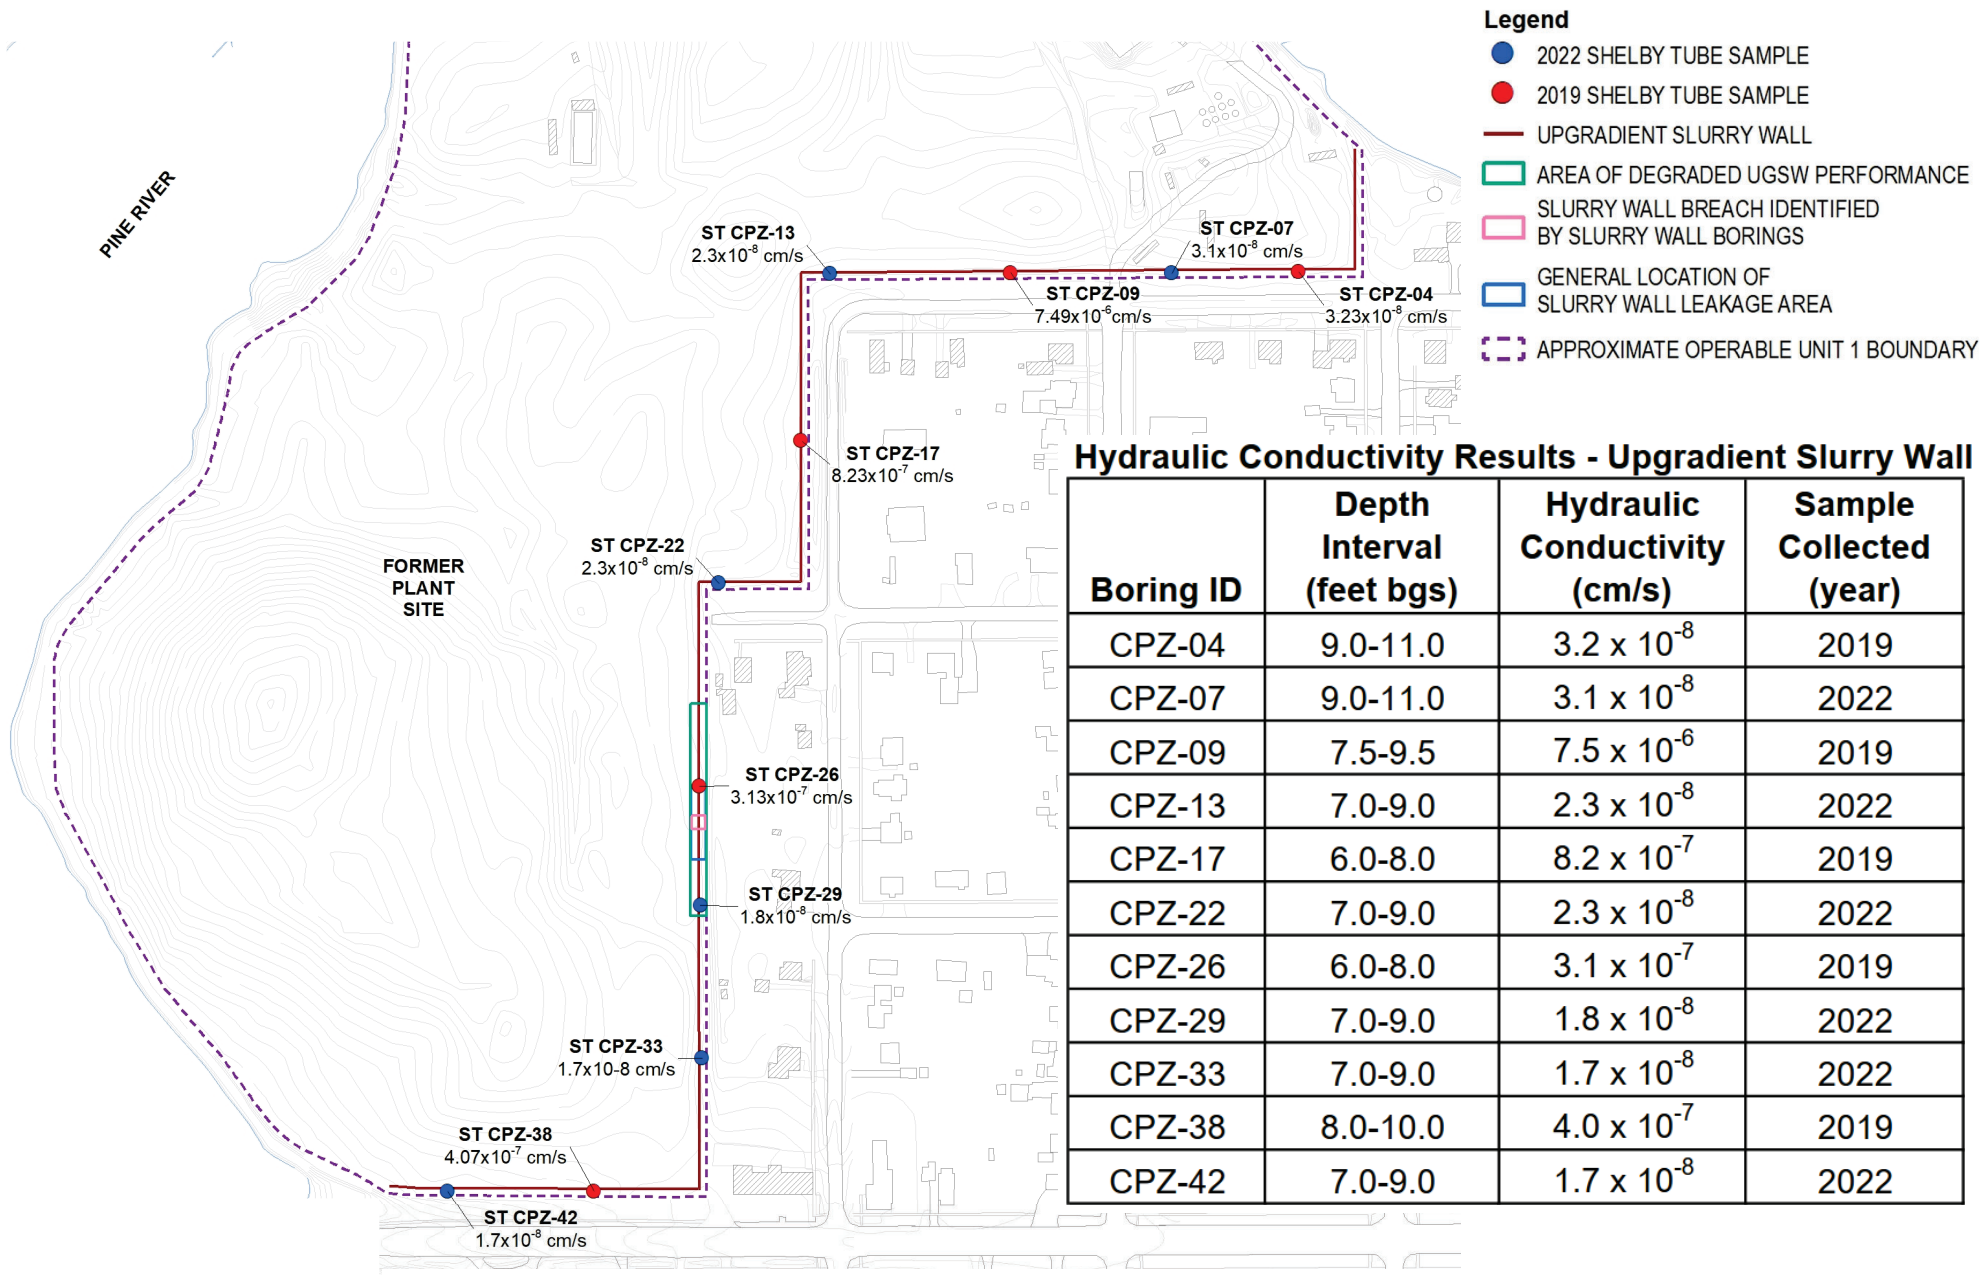 Legend
2022 SHELBY TUBE SAMPLE
2019 SHELBY TUBE SAMPLE
UPGRADIENT SLURRY WALL
AREA OF DEGRADED UGSW PERFORMANCE
SLURRY WALL BREACH IDENTIFIED
BY SLURRY WALL BORINGS
GENERAL LOCATION OF
SLURRY WALL LEAKAGE AREA
APPROXIMATE OPERABLE UNIT 1 BOUNDARY
PINE RIVER
ST CPZ-13
2.3x10⁻⁸ cm/s
ST CPZ-07
3.1x10⁻⁸ cm/s
ST CPZ-09
7.49x10⁻⁶cm/s
ST CPZ-04
3.23x10⁻⁸ cm/s
ST CPZ-17
8.23x10⁻⁷ cm/s
ST CPZ-22
2.3x10⁻⁸ cm/s
FORMER
PLANT
SITE
ST CPZ-26
3.13x10⁻⁷ cm/s
ST CPZ-29
1.8x10⁻⁸ cm/s
ST CPZ-33
1.7x10-8 cm/s
ST CPZ-38
4.07x10⁻⁷ cm/s
ST CPZ-42
1.7x10⁻⁸ cm/s
Hydraulic Conductivity Results - Upgradient Slurry Wall
Boring ID Depth Interval (feet bgs) Hydraulic Conductivity (cm/s) Sample Collected (year)
CPZ-04 9.0-11.0 3.2 x 10⁻⁸ 2019
CPZ-07 9.0-11.0 3.1 x 10⁻⁸ 2022
CPZ-09 7.5-9.5 7.5 x 10⁻⁶ 2019
CPZ-13 7.0-9.0 2.3 x 10⁻⁸ 2022
CPZ-17 6.0-8.0 8.2 x 10⁻⁷ 2019
CPZ-22 7.0-9.0 2.3 x 10⁻⁸ 2022
CPZ-26 6.0-8.0 3.1 x 10⁻⁷ 2019
CPZ-29 7.0-9.0 1.8 x 10⁻⁸ 2022
CPZ-33 7.0-9.0 1.7 x 10⁻⁸ 2022
CPZ-38 8.0-10.0 4.0 x 10⁻⁷ 2019
CPZ-42 7.0-9.0 1.7 x 10⁻⁸ 2022